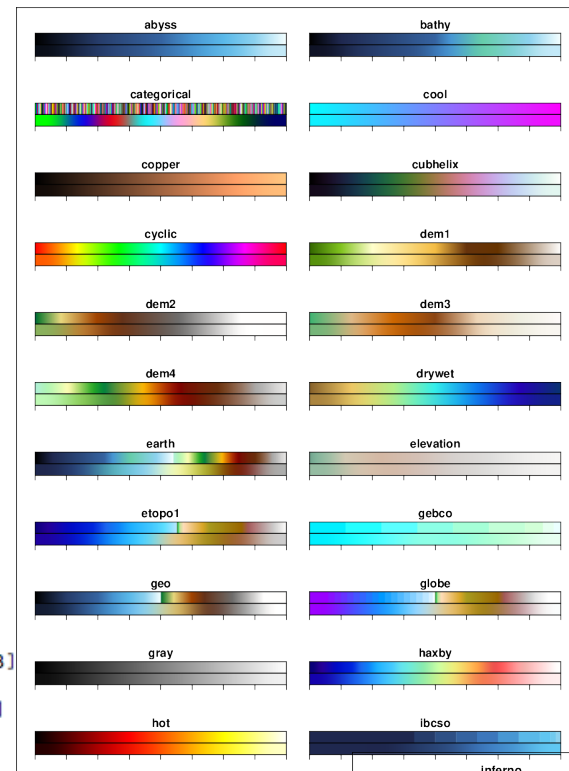 abyss bathy
categorical cool
copper cubhelix
cyclic dem1
dem2 dem3
dem4 drywet
earth elevation
etopo1 gebco
geo globe
3]
gray haxby
]
hot ibcso
inferno